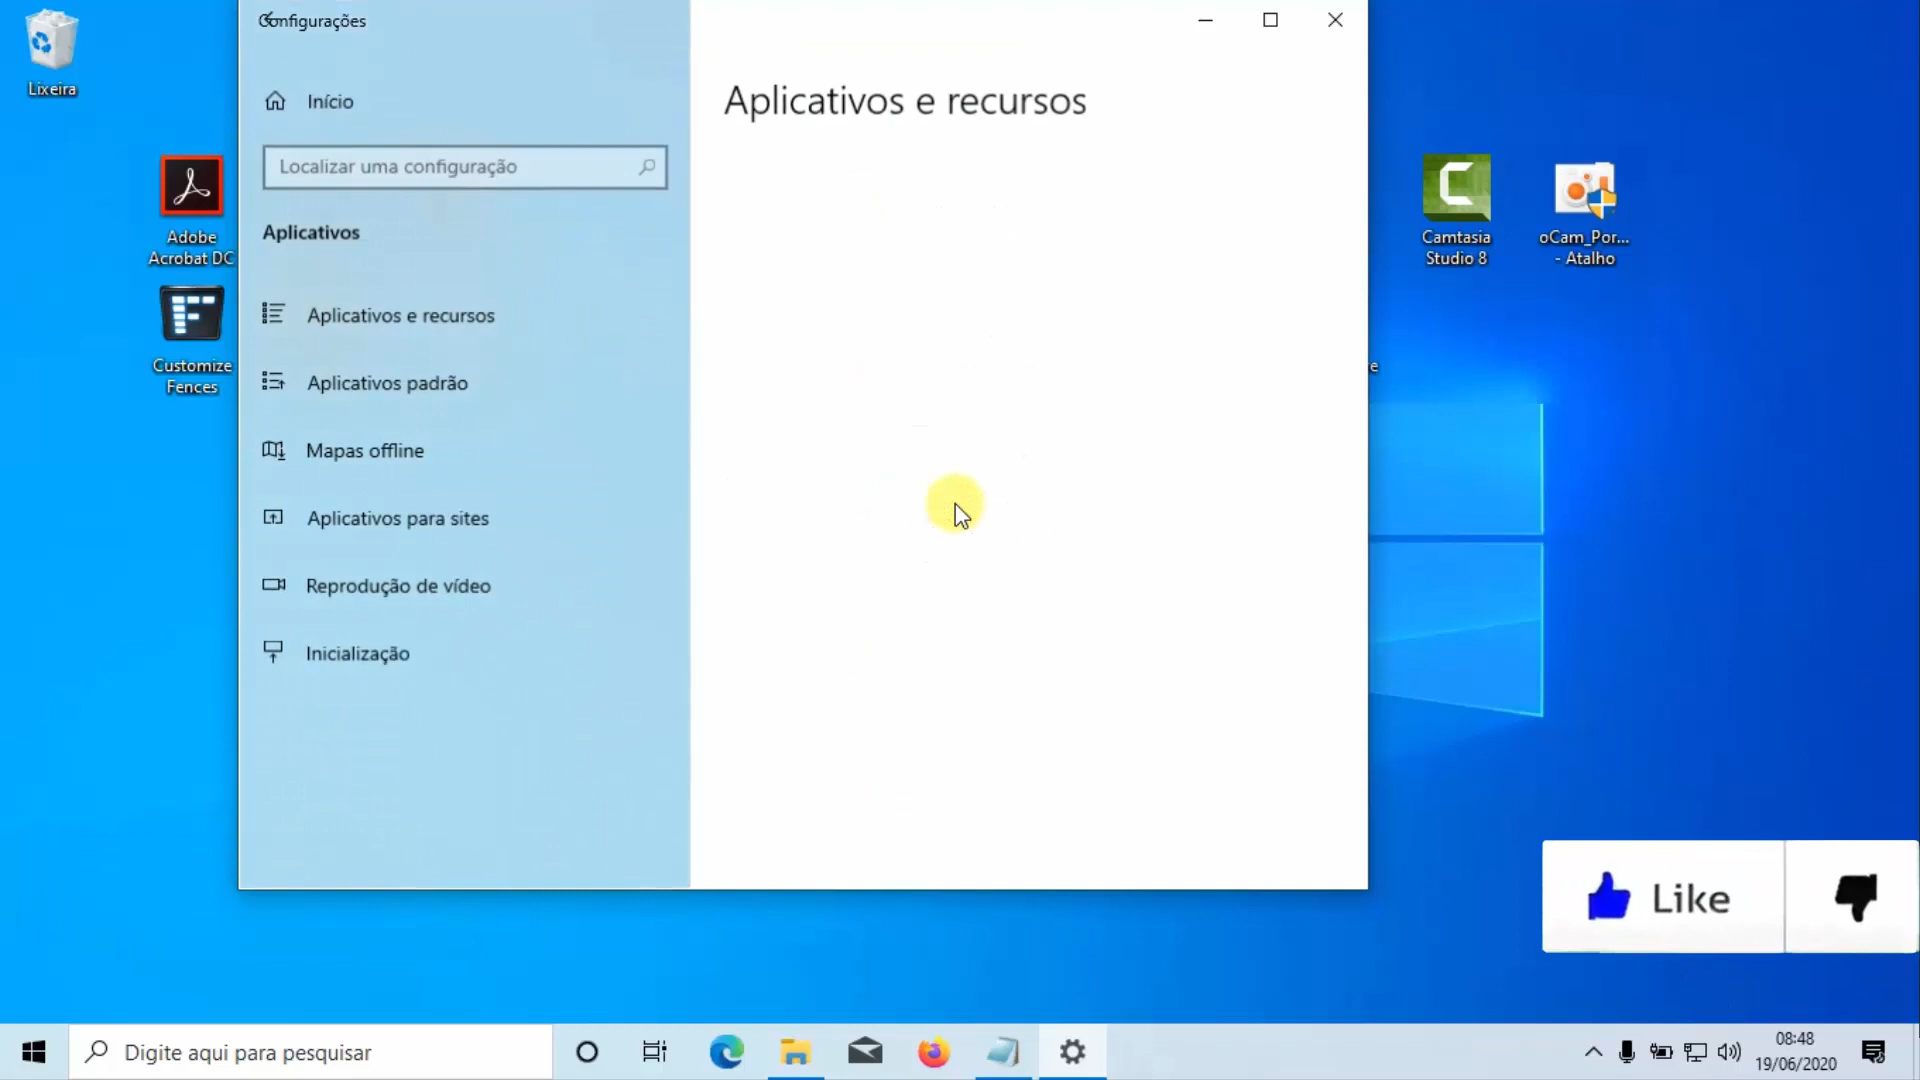 Configurações
Lixeira
Início
Aplicativos e recursos
Localizar uma configuração
Adobe
Acrobat DC
Camtasia
Studio 8
oCam_Por...
- Atalho
Aplicativos
Aplicativos e recursos
Customize
Fences
Aplicativos padrão
Mapas offline
Aplicativos para sites
Reprodução de vídeo
Inicialização
Like
Digite aqui para pesquisar
08:48
19/06/2020